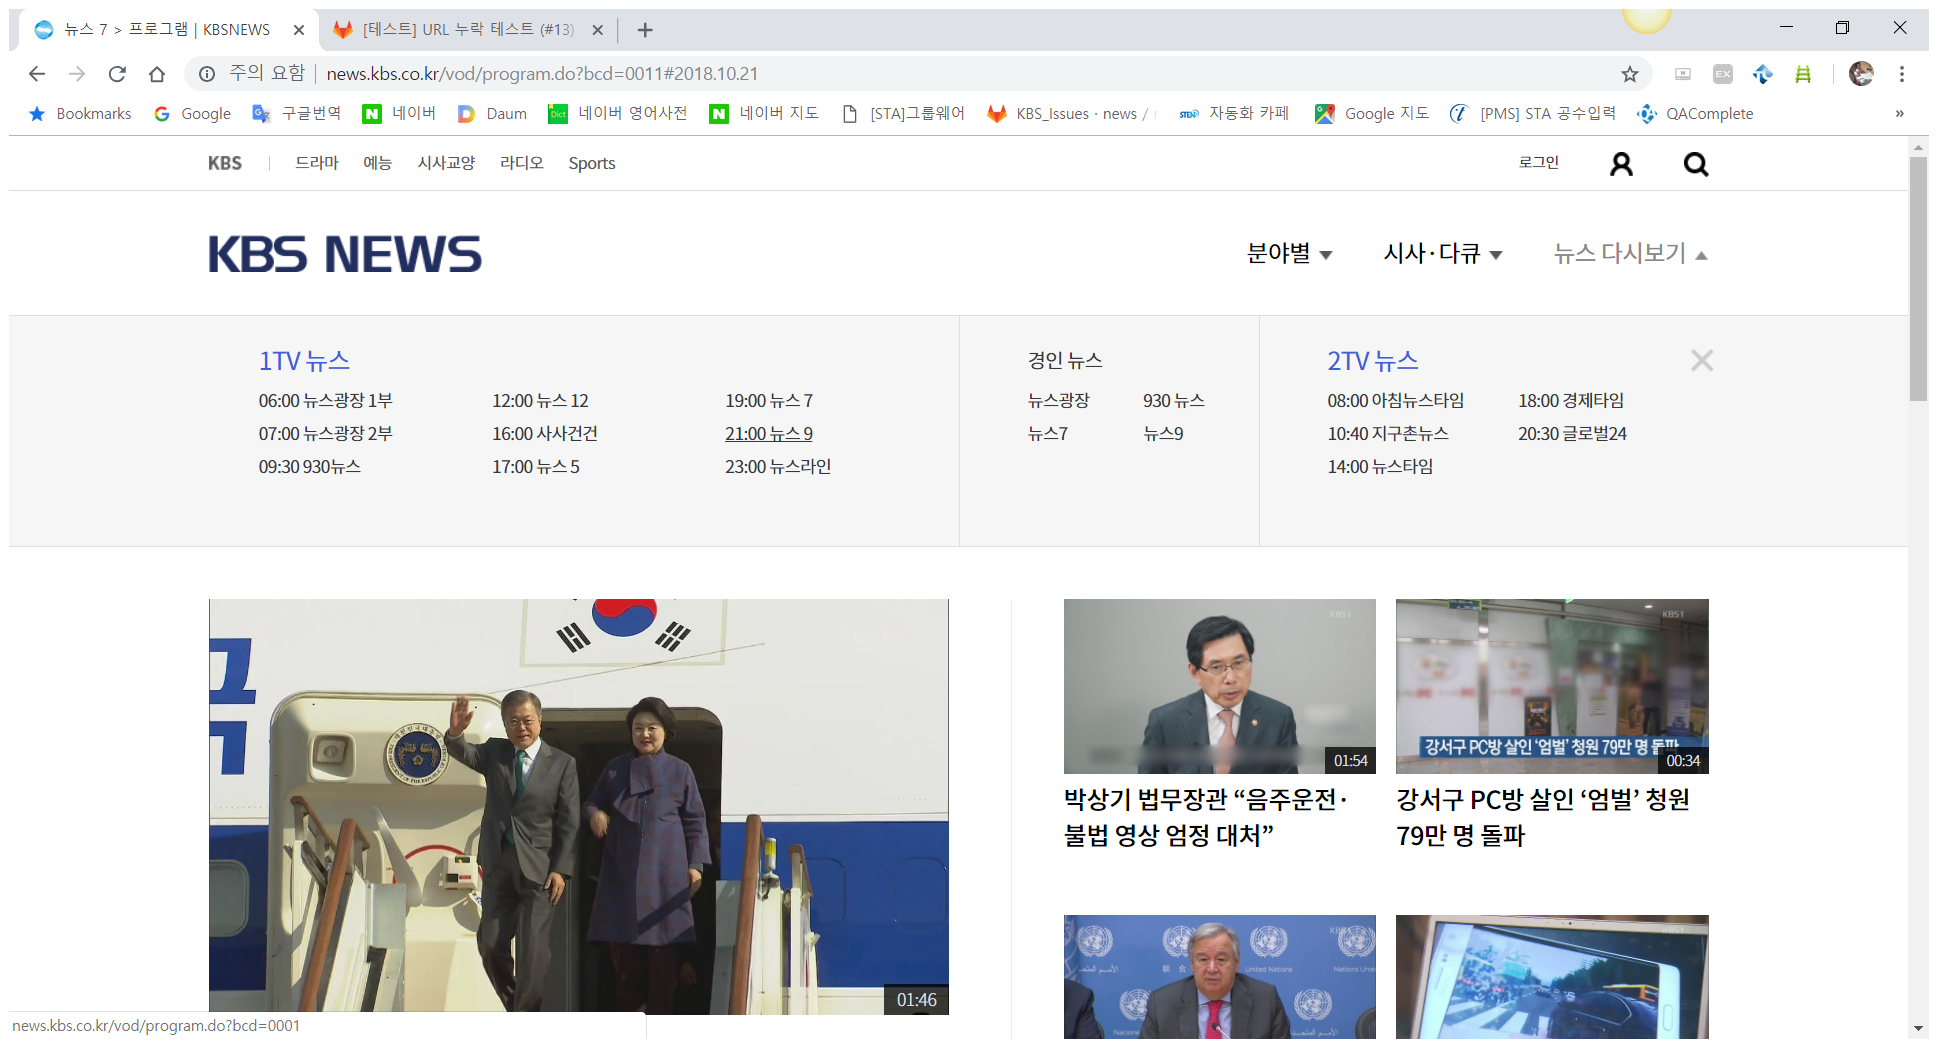 뉴스 7 > 프로그램 | KBSNEWS
[테스트] URL 누락 테스트 (#13)
주의 요함 | news.kbs.co.kr/vod/program.do?bcd=0011#2018.10.21
EX
Bookmarks Google 구글번역 네이버 Daum 네이버 영어사전 네이버 지도 [STA]그룹웨어 KBS_Issues · news / 자동화 카페 Google 지도 [PMS] STA 공수입력 QAComplete »
KBS 드라마 예능 시사교양 라디오 Sports 로그인
KBS NEWS 분야별 시사·다큐 뉴스 다시보기
1TV 뉴스
06:00 뉴스광장 1부 12:00 뉴스 12 19:00 뉴스 7
07:00 뉴스광장 2부 16:00 사사건건 21:00 뉴스 9
09:30 930뉴스 17:00 뉴스 5 23:00 뉴스라인
경인 뉴스
뉴스광장 930 뉴스
뉴스7 뉴스9
2TV 뉴스
08:00 아침뉴스타임 18:00 경제타임
10:40 지구촌뉴스 20:30 글로벌24
14:00 뉴스타임
01:46
KBS1
01:54
박상기 법무장관 “음주운전·
불법 영상 엄정 대처”
KBS1
강서구 PC방 살인 ‘엄벌’ 청원 79만 명 돌파
00:34
강서구 PC방 살인 ‘엄벌’ 청원
79만 명 돌파
United Nations
news.kbs.co.kr/vod/program.do?bcd=0001